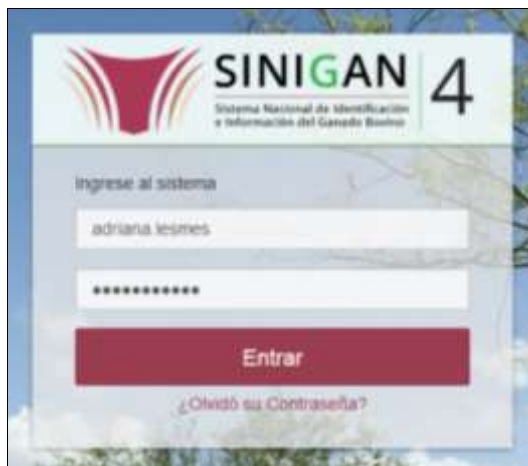 SINIGAN 4
Sistema Nacional de Identificación
e Información del Ganado Bovino
Ingrese al sistema
adriana.lesmes
•••••••••••
Entrar
¿Olvidó su Contraseña?